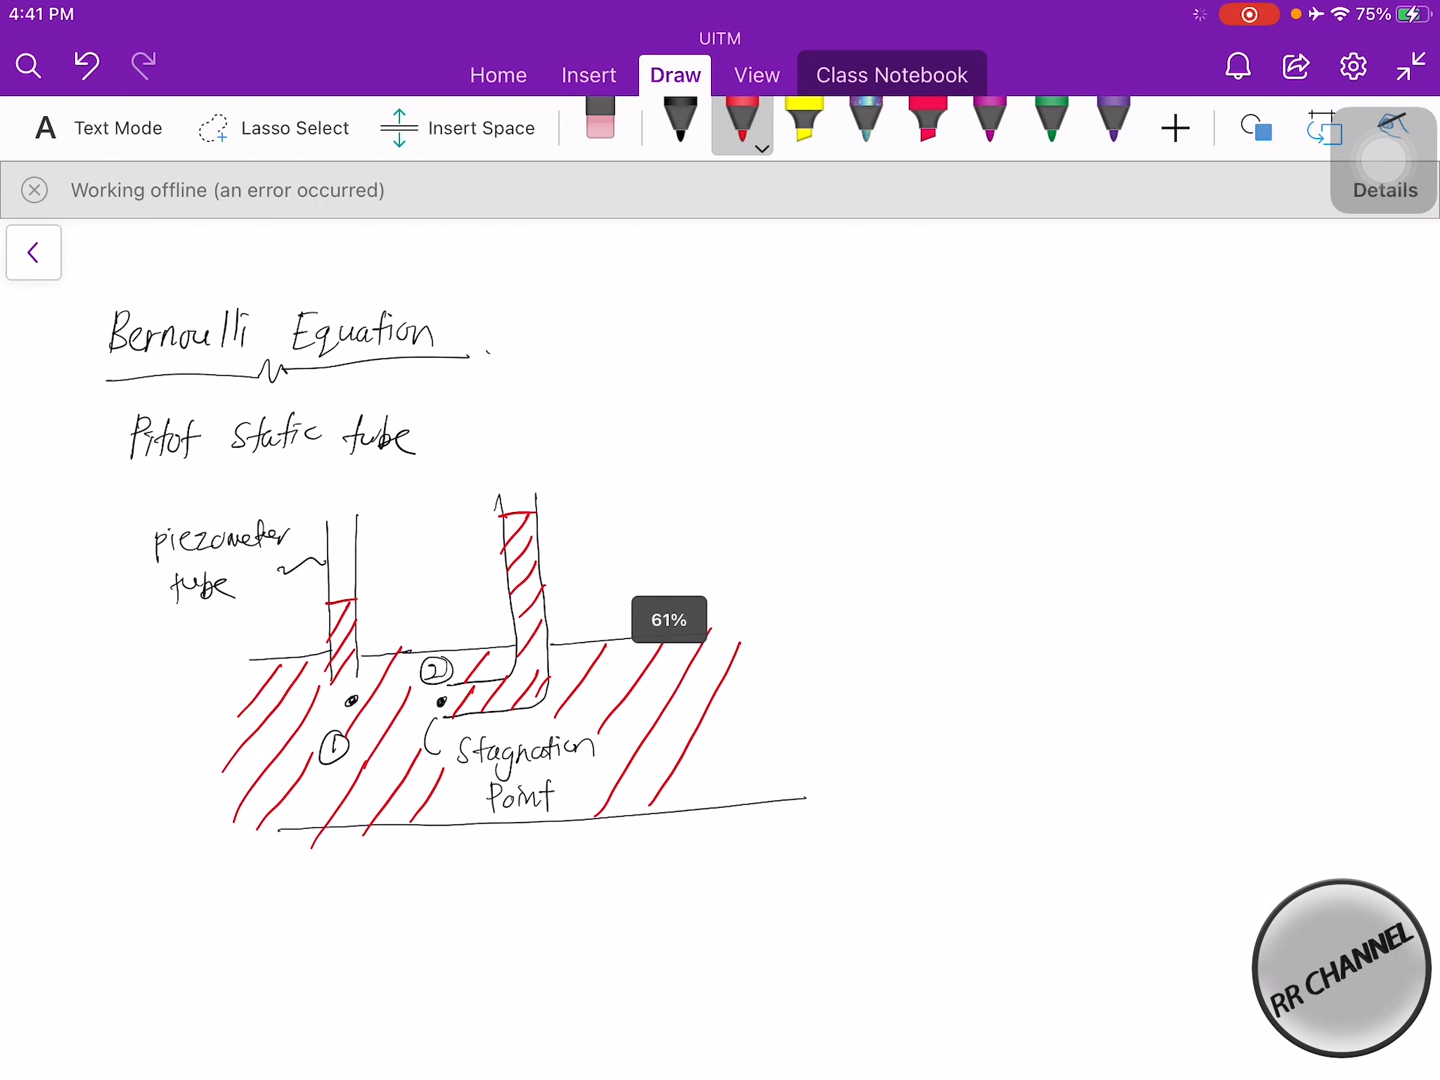 4:41 PM
75%
UITM
Home Insert Draw View Class Notebook
Text Mode Lasso Select Insert Space
Working offline (an error occurred)
Details
Bernoulli Equation
Pitot static tube
piezometer
tube
61%
2
1
Stagnation
Point
RR CHANNEL